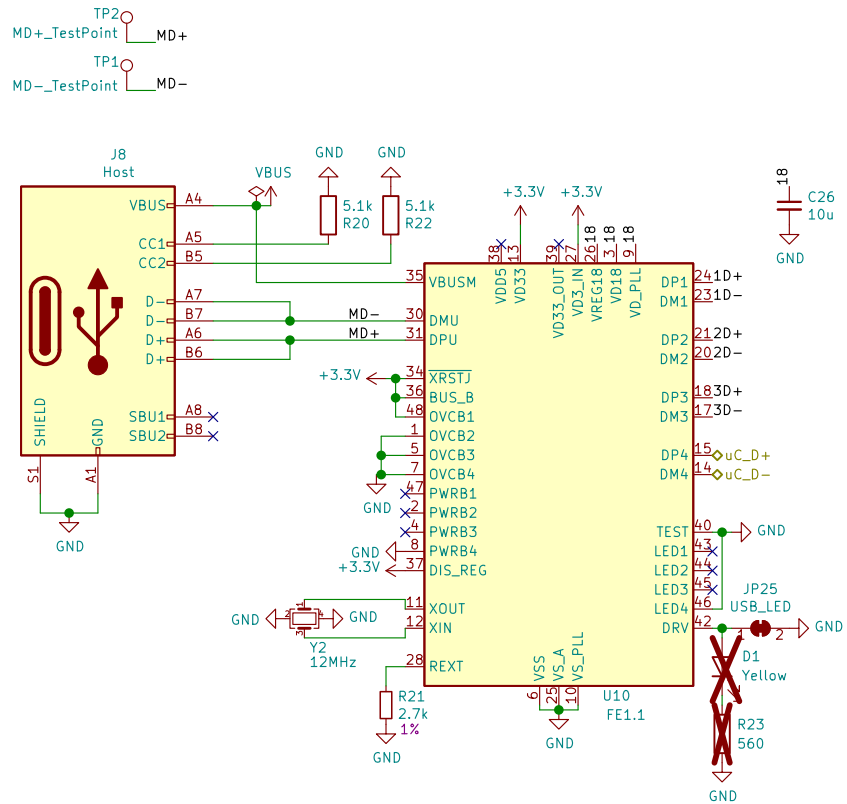 TP2
MD+_TestPoint
MD+
TP1
MD-_TestPoint
MD-
J8
Host
VBUS
A4
CC1
A5
CC2
B5
D-
A7
D-
B7
D+
A6
D+
B6
SBU1
A8
SBU2
B8
SHIELD
GND
S1
A1
GND
VBUS
GND
GND
5.1k
R20
5.1k
R22
MD-
MD+
+3.3V
+3.3V
38
13
39
27
26
18
3
18
9
18
VDD5
VD33
VD33_OUT
VD3_IN
VREG18
VD18
VD_PLL
18
C26
10u
GND
35
VBUSM
30
DMU
31
DPU
+3.3V
34
XRSTJ
36
BUS_B
48
OVCB1
1
OVCB2
5
OVCB3
7
OVCB4
GND
47
PWRB1
2
PWRB2
4
PWRB3
GND
8
PWRB4
+3.3V
37
DIS_REG
11
XOUT
12
XIN
28
REXT
GND
1
2
4
3
GND
Y2
12MHz
R21
2.7k
1%
GND
DP1
24
1D+
DM1
23
1D-
DP2
21
2D+
DM2
20
2D-
DP3
18
3D+
DM3
17
3D-
DP4
15
uC_D+
DM4
14
uC_D-
TEST
40
GND
LED1
43
LED2
44
LED3
45
LED4
46
DRV
42
JP25
USB_LED
1
2
GND
D1
Yellow
R23
560
GND
VSS
VS_A
VS_PLL
6
25
10
GND
U10
FE1.1